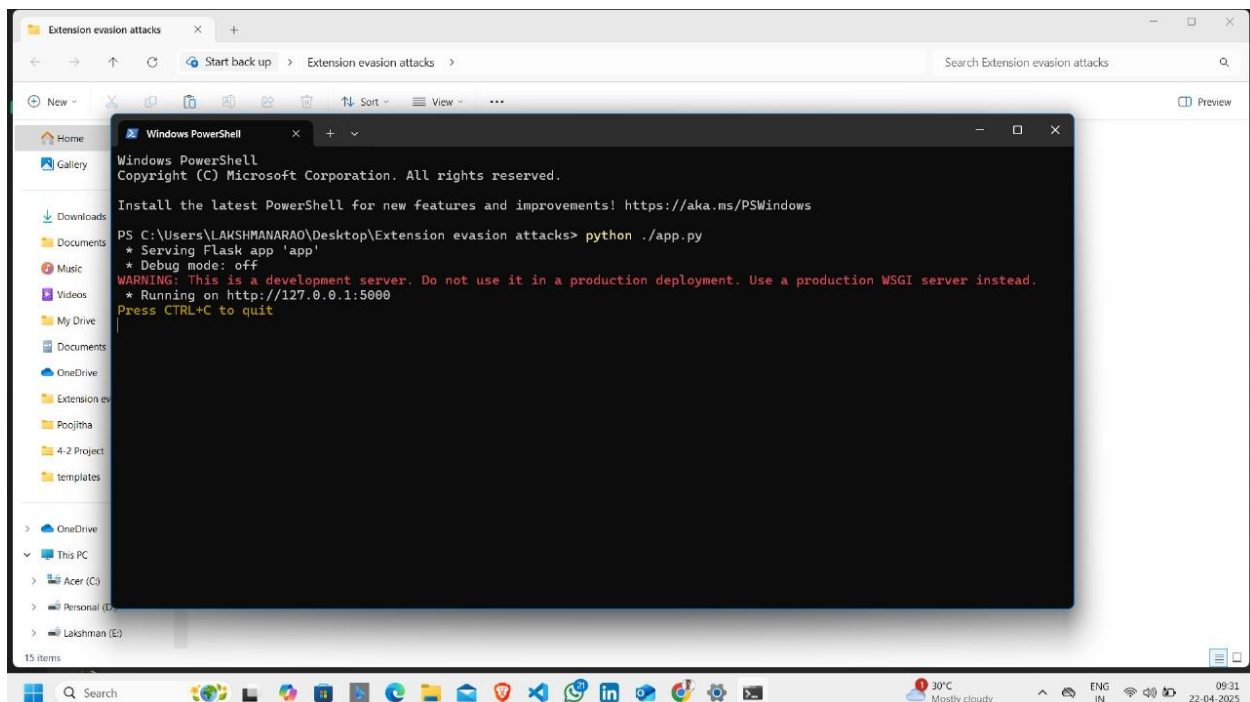 Extension evasion attacks
Start back up > Extension evasion attacks >
Search Extension evasion attacks
New
Sort
View
Preview
Home
Gallery
Downloads
Documents
Music
Videos
My Drive
Documents
OneDrive
Extension ev
Poojitha
4-2 Project
templates
OneDrive
This PC
Acer (C:)
Personal (D
Lakshman (E:)
15 items
Windows PowerShell
Windows PowerShell
Copyright (C) Microsoft Corporation. All rights reserved.
Install the latest PowerShell for new features and improvements! https://aka.ms/PSWindows
PS C:\Users\LAKSHMANARAO\Desktop\Extension evasion attacks> python ./app.py
* Serving Flask app 'app'
* Debug mode: off
WARNING: This is a development server. Do not use it in a production deployment. Use a production WSGI server instead.
* Running on http://127.0.0.1:5000
Press CTRL+C to quit
Search
30°C
Mostly cloudy
ENG
IN
09:31
22-04-2025